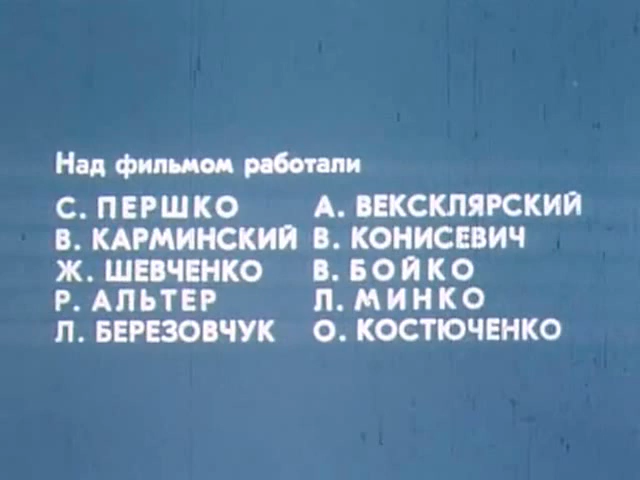 Над фильмом работали
С. ПЕРШКО А. ВЕКСКЛЯРСКИЙ
В. КАРМИНСКИЙ В. КОНИСЕВИЧ
Ж. ШЕВЧЕНКО В. БОЙКО
Р. АЛЬТЕР Л. МИНКО
Л. БЕРЕЗОВЧУК О. КОСТЮЧЕНКО